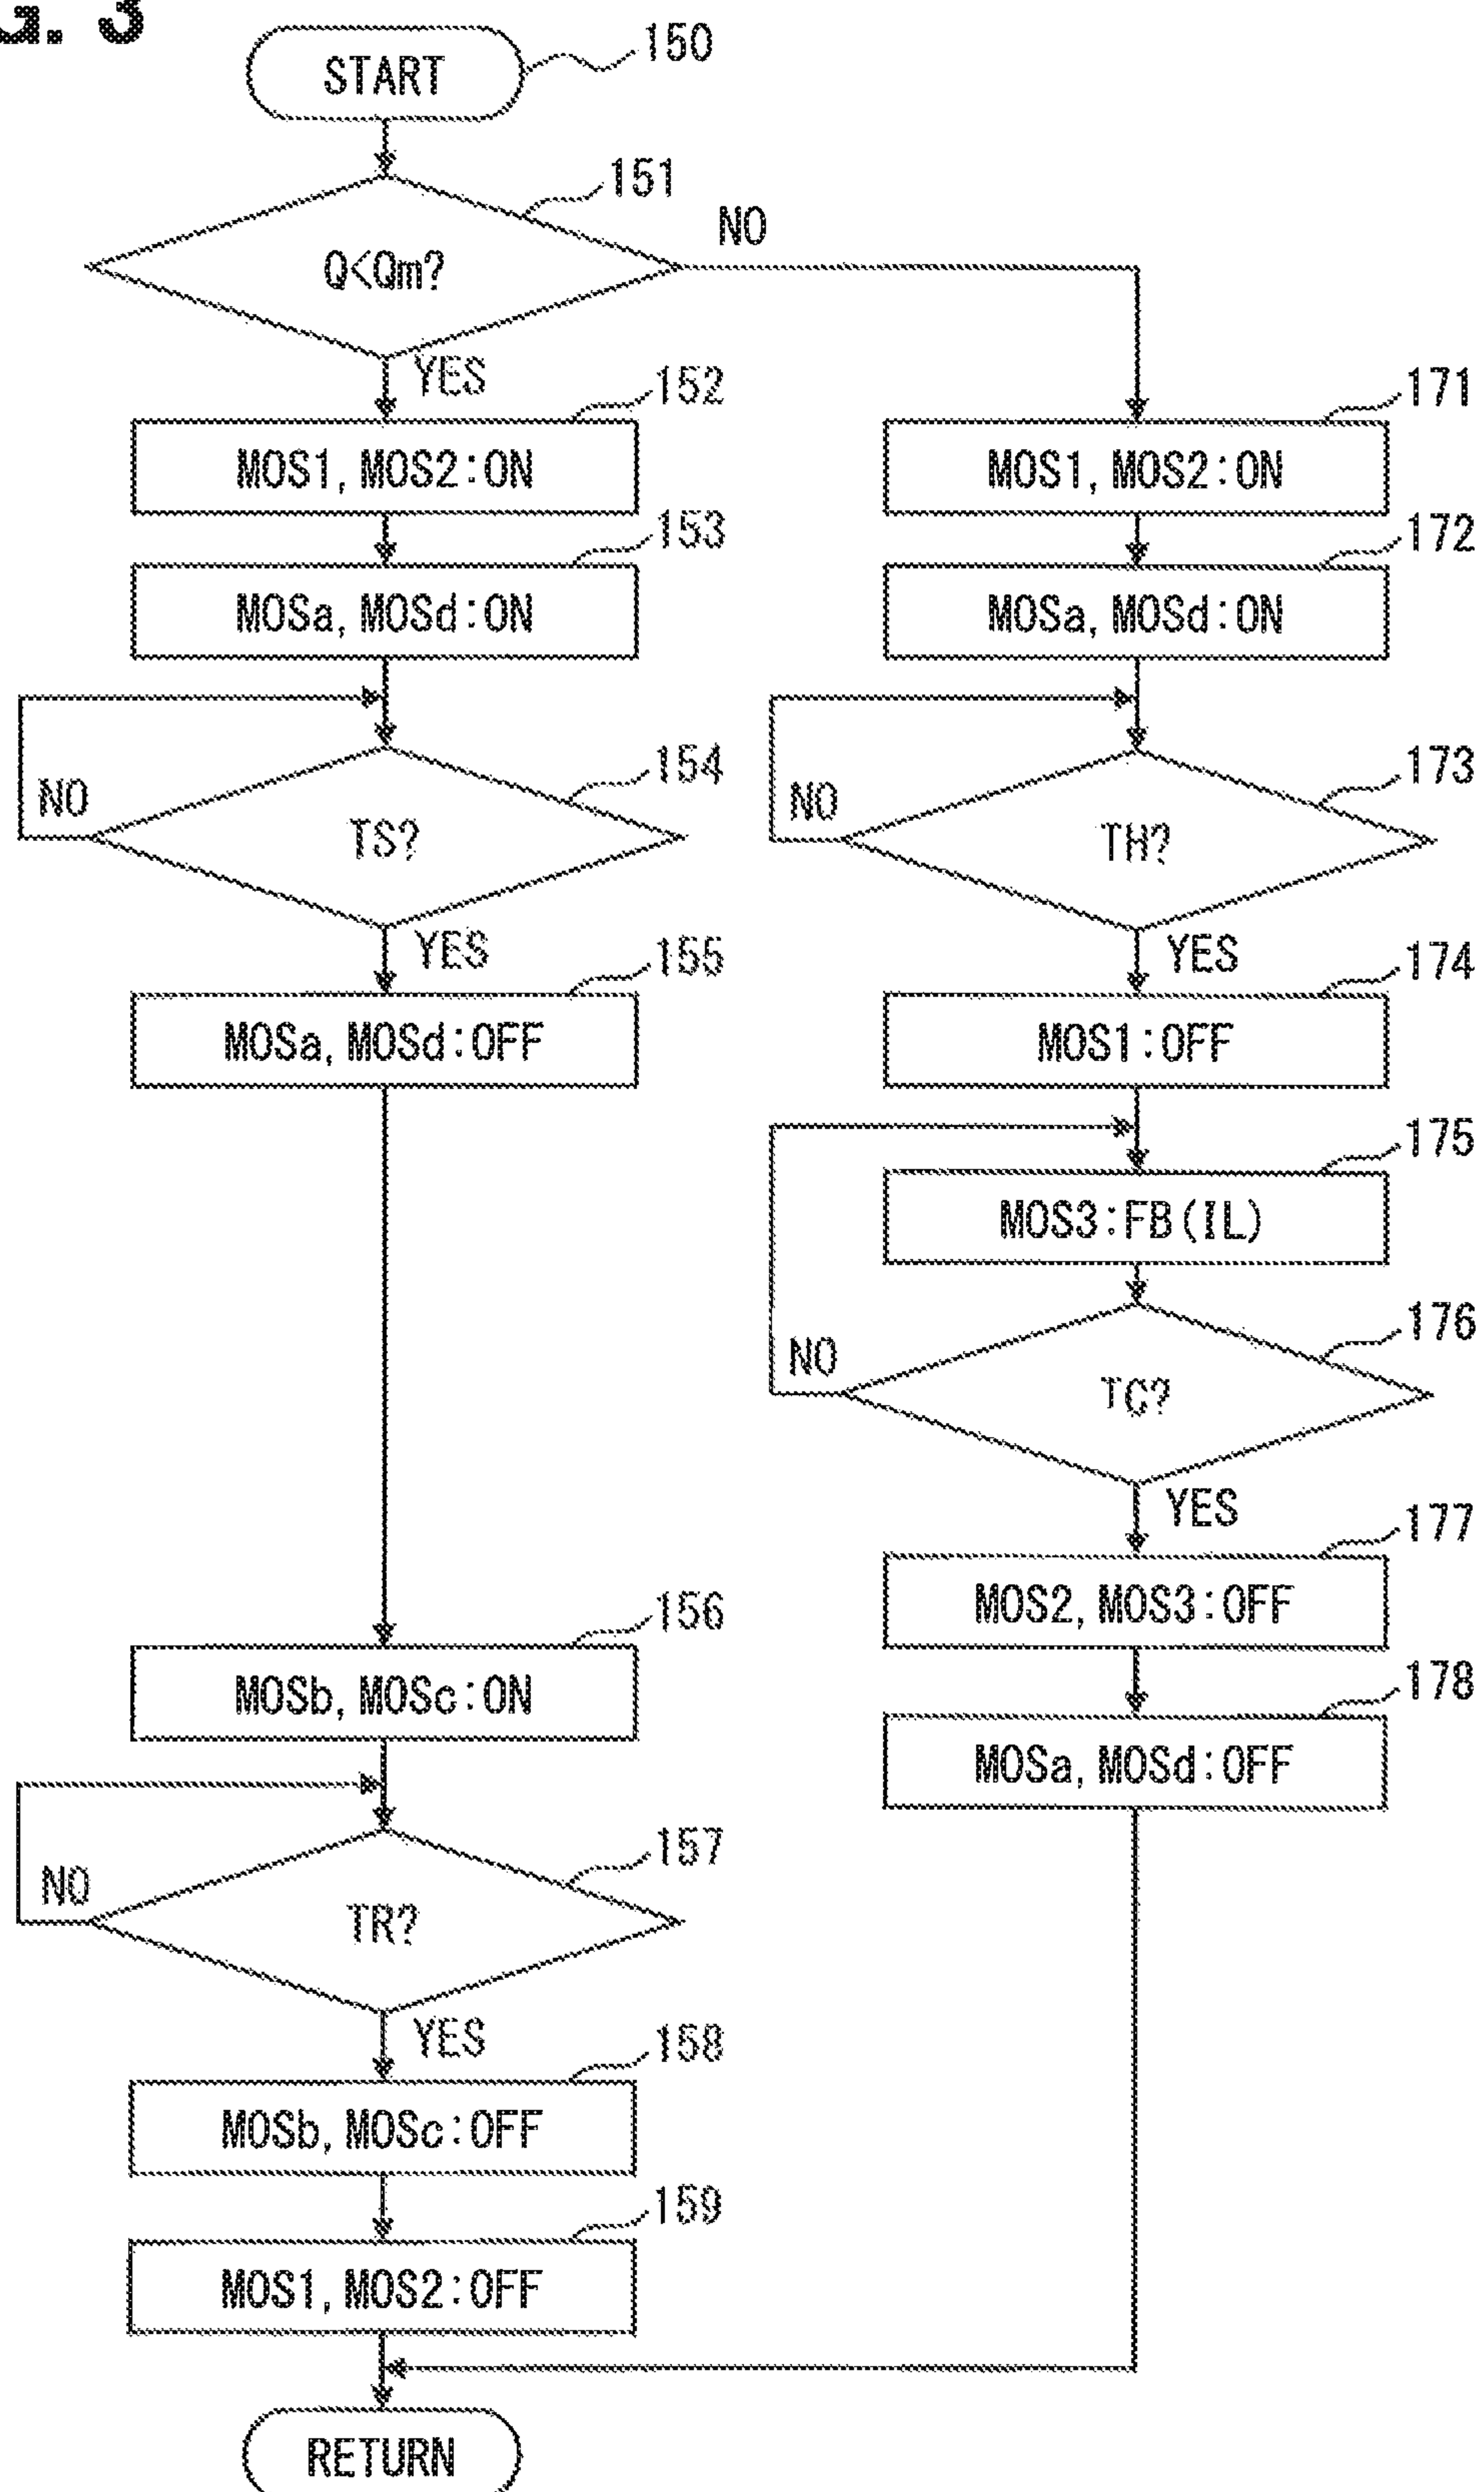 G. 3
START
150
151
Q<Qm?
NO
YES
152
MOS1, MOS2:ON
153
MOSa, MOSd:ON
154
NO
TS?
YES
155
MOSa, MOSd:OFF
156
MOSb, MOSc:ON
157
NO
TR?
YES
158
MOSb, MOSc:OFF
159
MOS1, MOS2:OFF
171
MOS1, MOS2:ON
172
MOSa, MOSd:ON
173
NO
TH?
YES
174
MOS1:OFF
175
MOS3:FB(IL)
176
NO
TC?
YES
177
MOS2, MOS3:OFF
178
MOSa, MOSd:OFF
RETURN